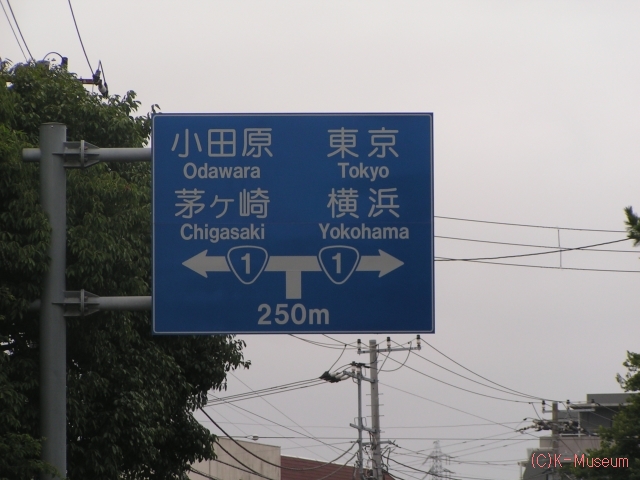 小田原 東京
Odawara Tokyo
茅ヶ崎 横浜
Chigasaki Yokohama
1 1
250m
(C)K-Museum